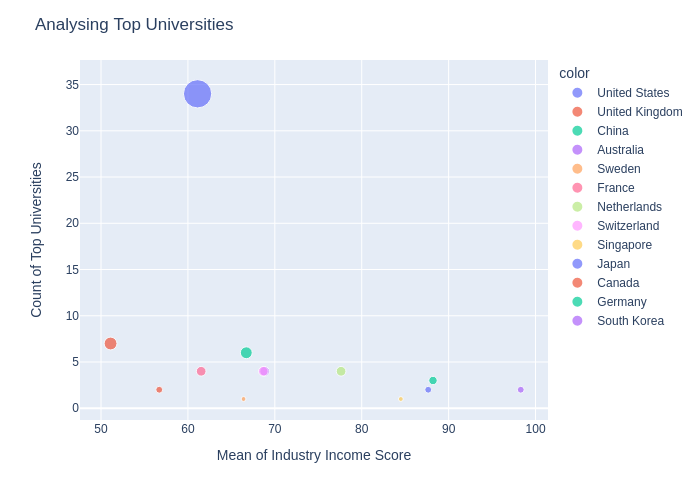 Analysing Top Universities
color
United States
United Kingdom
China
Australia
Sweden
France
Netherlands
Switzerland
Singapore
Japan
Canada
Germany
South Korea
Count of Top Universities
35
30
25
20
15
10
5
0
50 60 70 80 90 100
Mean of Industry Income Score